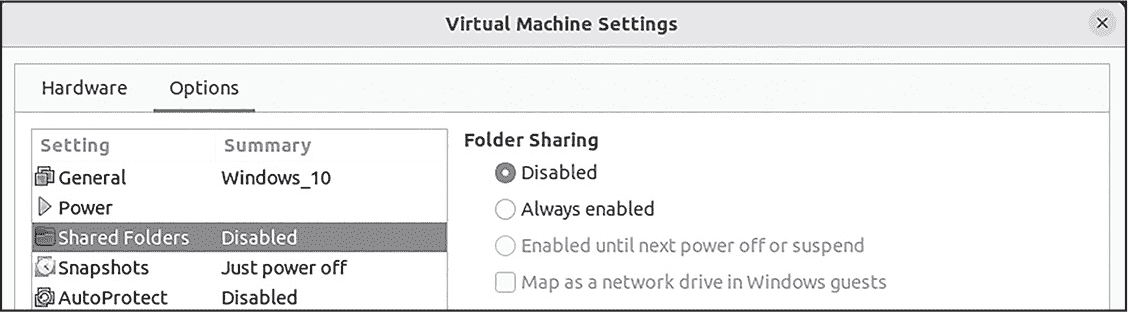 Virtual Machine Settings
Hardware Options
Setting Summary
General Windows_10
Power
Shared Folders Disabled
Snapshots Just power off
AutoProtect Disabled
Folder Sharing
Disabled
Always enabled
Enabled until next power off or suspend
Map as a network drive in Windows guests